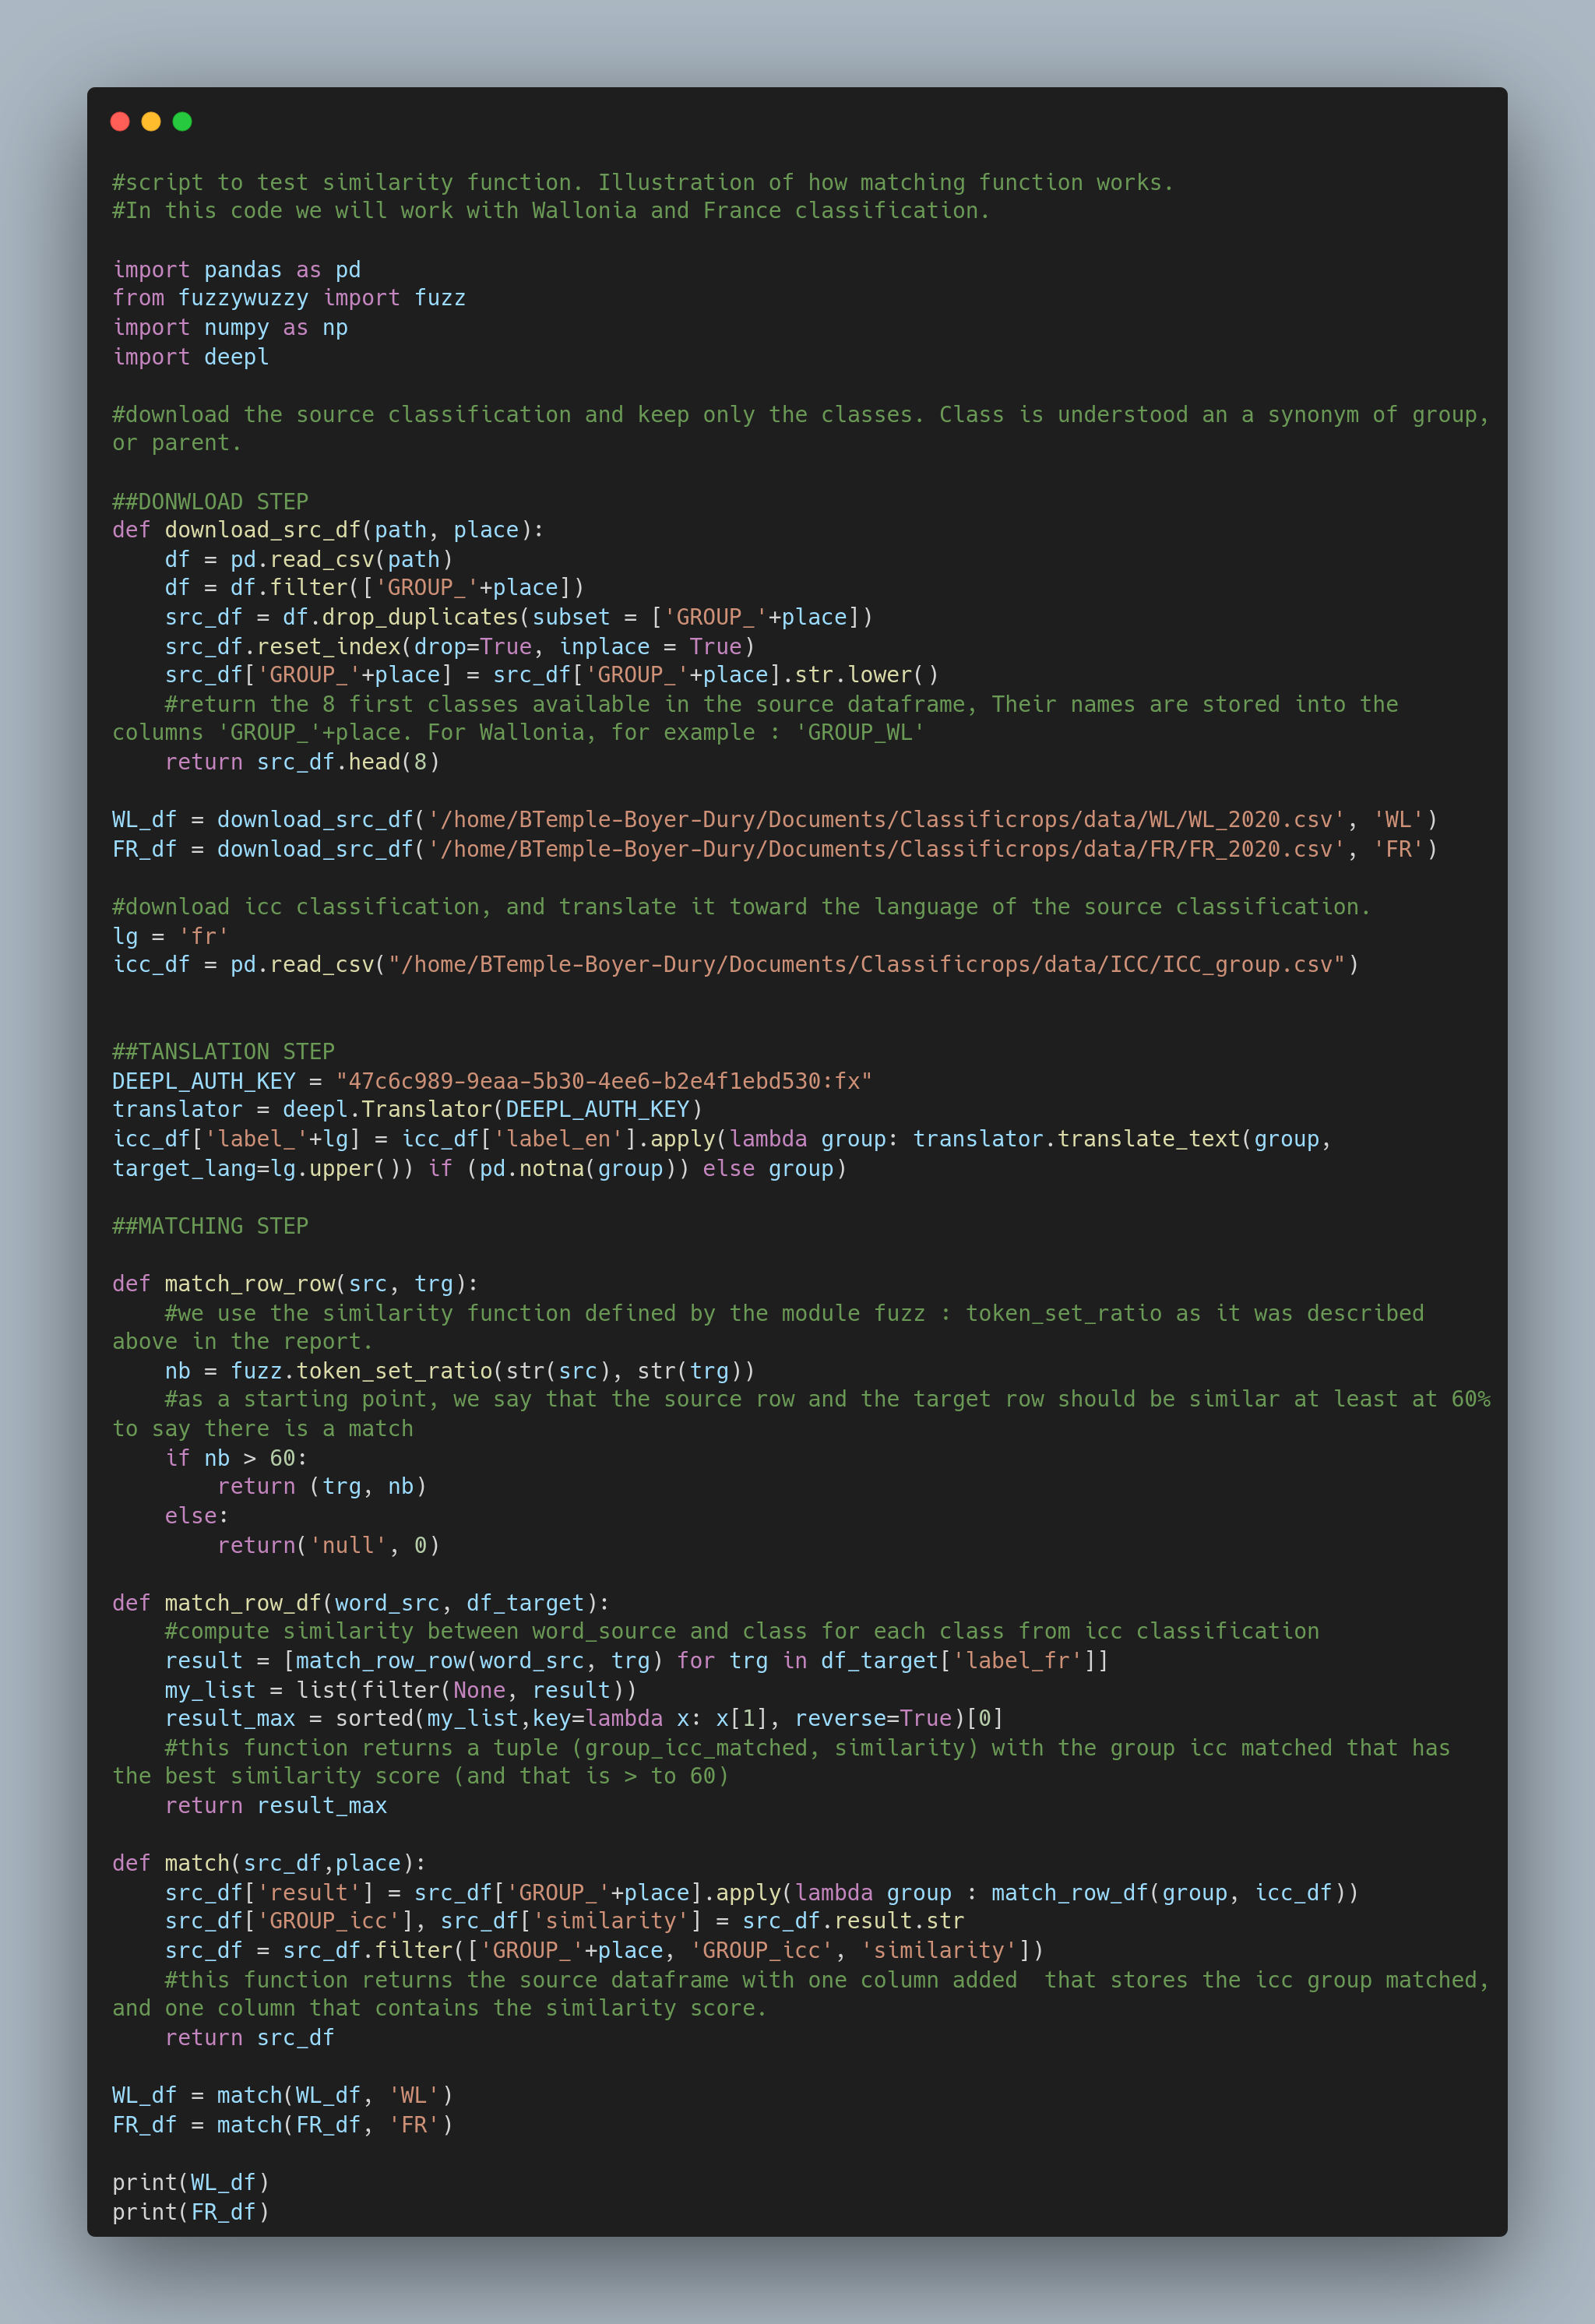 #script to test similarity function. Illustration of how matching function works.
#In this code we will work with Wallonia and France classification.
import pandas as pd
from fuzzywuzzy import fuzz
import numpy as np
import deepl
#download the source classification and keep only the classes. Class is understood an a synonym of group,
or parent.
##DONWLOAD STEP
def download_src_df(path, place):
    df = pd.read_csv(path)
    df = df.filter(['GROUP_'+place])
    src_df = df.drop_duplicates(subset = ['GROUP_'+place])
    src_df.reset_index(drop=True, inplace = True)
    src_df['GROUP_'+place] = src_df['GROUP_'+place].str.lower()
    #return the 8 first classes available in the source dataframe, Their names are stored into the
columns 'GROUP_'+place. For Wallonia, for example : 'GROUP_WL'
    return src_df.head(8)
WL_df = download_src_df('/home/BTemple-Boyer-Dury/Documents/Classificrops/data/WL/WL_2020.csv', 'WL')
FR_df = download_src_df('/home/BTemple-Boyer-Dury/Documents/Classificrops/data/FR/FR_2020.csv', 'FR')
#download icc classification, and translate it toward the language of the source classification.
lg = 'fr'
icc_df = pd.read_csv("/home/BTemple-Boyer-Dury/Documents/Classificrops/data/ICC/ICC_group.csv")
##TANSLATION STEP
DEEPL_AUTH_KEY = "47c6c989-9eaa-5b30-4ee6-b2e4f1ebd530:fx"
translator = deepl.Translator(DEEPL_AUTH_KEY)
icc_df['label_'+lg] = icc_df['label_en'].apply(lambda group: translator.translate_text(group,
target_lang=lg.upper()) if (pd.notna(group)) else group)
##MATCHING STEP
def match_row_row(src, trg):
    #we use the similarity function defined by the module fuzz : token_set_ratio as it was described
above in the report.
    nb = fuzz.token_set_ratio(str(src), str(trg))
    #as a starting point, we say that the source row and the target row should be similar at least at 60%
to say there is a match
    if nb > 60:
        return (trg, nb)
    else:
        return('null', 0)
def match_row_df(word_src, df_target):
    #compute similarity between word_source and class for each class from icc classification
    result = [match_row_row(word_src, trg) for trg in df_target['label_fr']]
    my_list = list(filter(None, result))
    result_max = sorted(my_list,key=lambda x: x[1], reverse=True)[0]
    #this function returns a tuple (group_icc_matched, similarity) with the group icc matched that has
the best similarity score (and that is > to 60)
    return result_max
def match(src_df,place):
    src_df['result'] = src_df['GROUP_'+place].apply(lambda group : match_row_df(group, icc_df))
    src_df['GROUP_icc'], src_df['similarity'] = src_df.result.str
    src_df = src_df.filter(['GROUP_'+place, 'GROUP_icc', 'similarity'])
    #this function returns the source dataframe with one column added  that stores the icc group matched,
and one column that contains the similarity score.
    return src_df
WL_df = match(WL_df, 'WL')
FR_df = match(FR_df, 'FR')
print(WL_df)
print(FR_df)